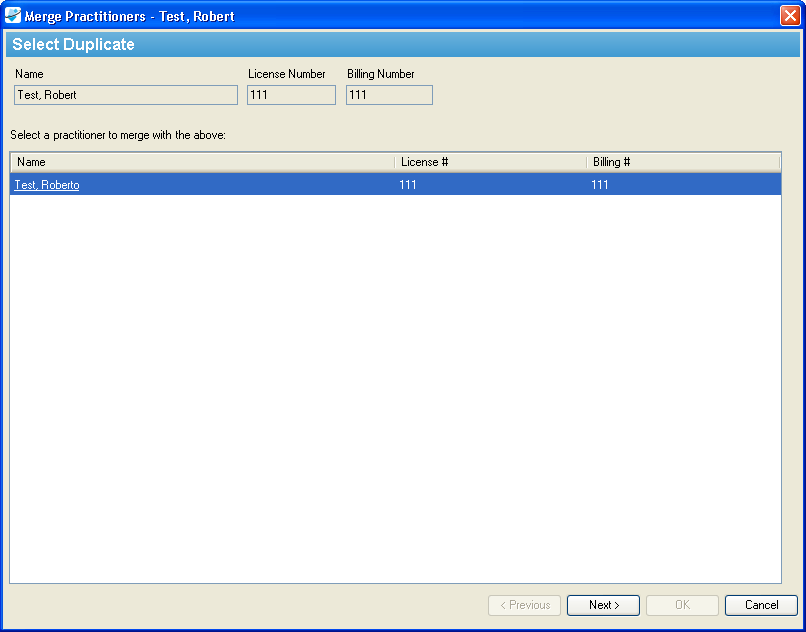 Merge Practitioners - Test, Robert
Select Duplicate
Name License Number Billing Number
Test, Robert 111 111
Select a practitioner to merge with the above:
Name License # Billing #
Test, Roberto 111 111
< Previous Next > OK Cancel